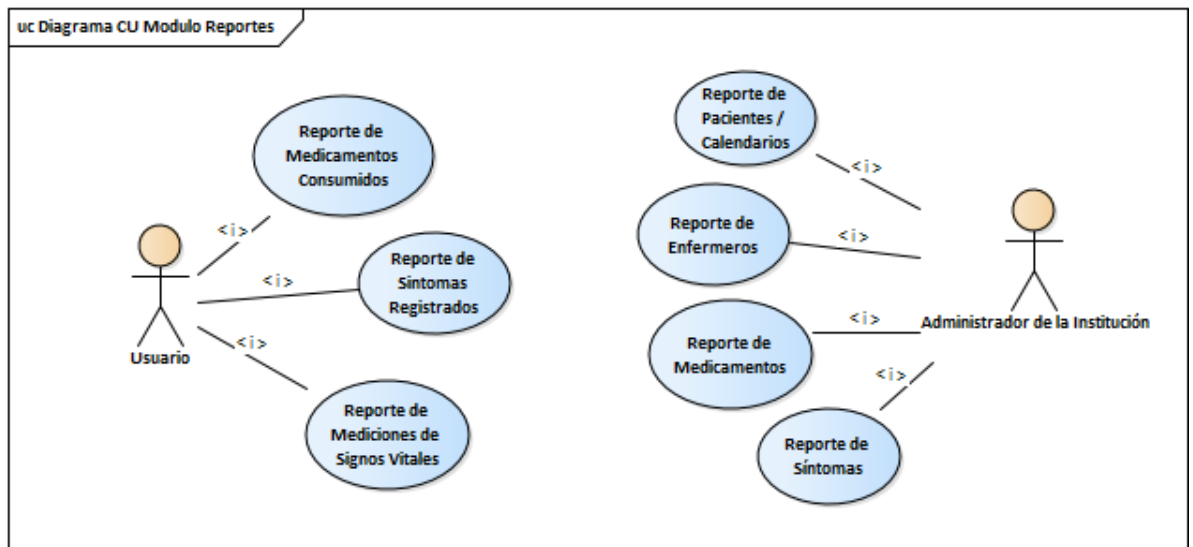 uc Diagrama CU Modulo Reportes
Reporte de
Medicamentos
Consumidos
<i>
Reporte de
Sintomas
Registrados
<i>
Usuario
<i>
Reporte de
Mediciones de
Signos Vitales
Reporte de
Pacientes /
Calendarios
<i>
Reporte de
Enfermeros
<i>
Administrador de la Institución
Reporte de
Medicamentos
<i>
<i>
Reporte de
Síntomas